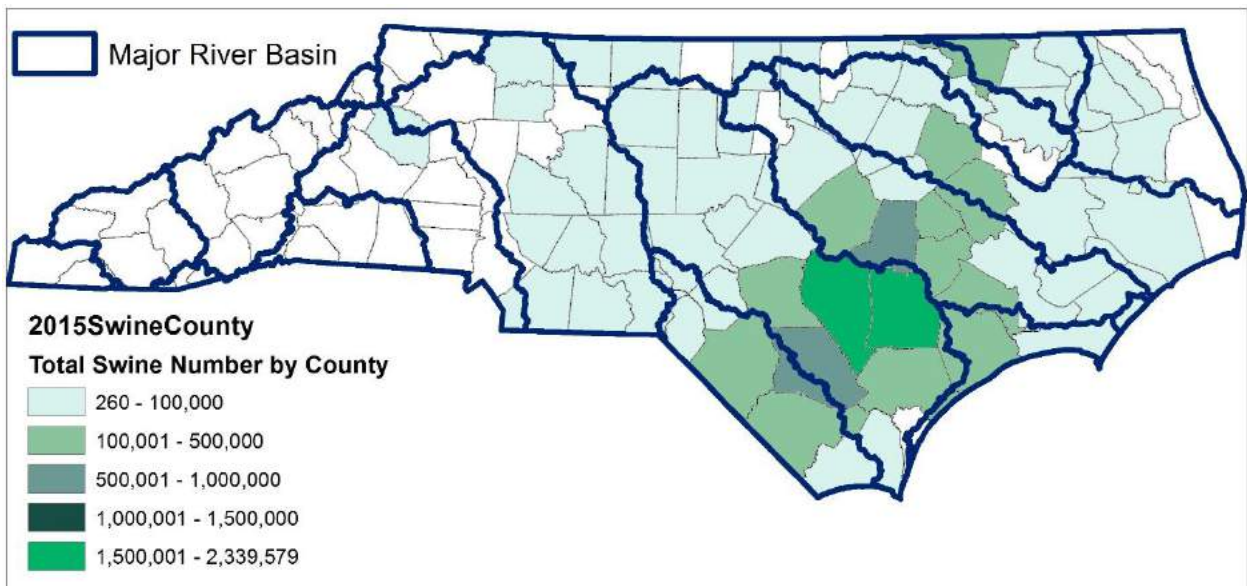 Major River Basin
2015SwineCounty
Total Swine Number by County
260 - 100,000
100,001 - 500,000
500,001 - 1,000,000
1,000,001 - 1,500,000
1,500,001 - 2,339,579